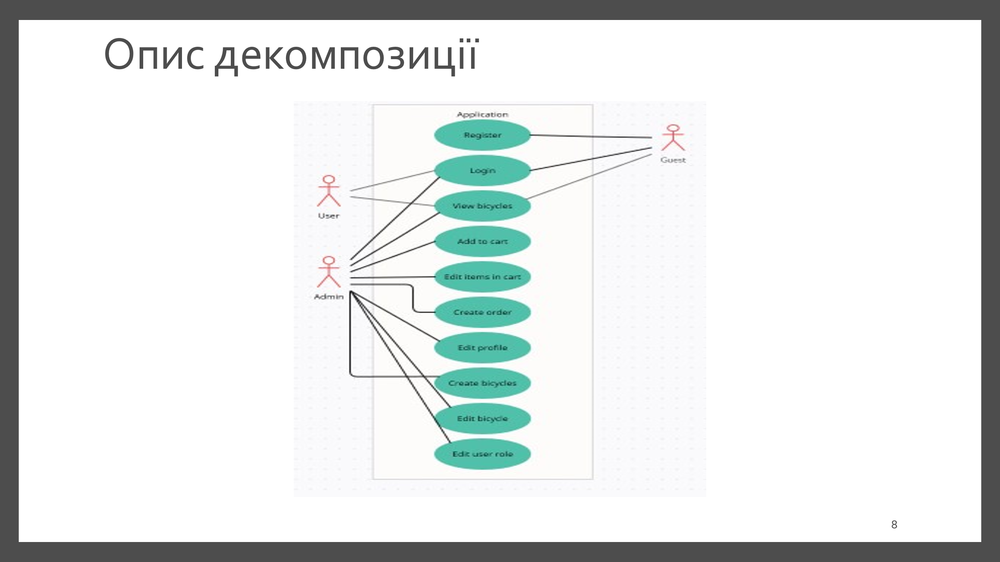 Опис декомпозиції
Application
Register
Guest
Login
User
View bicycles
Add to cart
Edit items in cart
Admin
Create order
Edit profile
Create bicycles
Edit bicycle
Edit user role
8